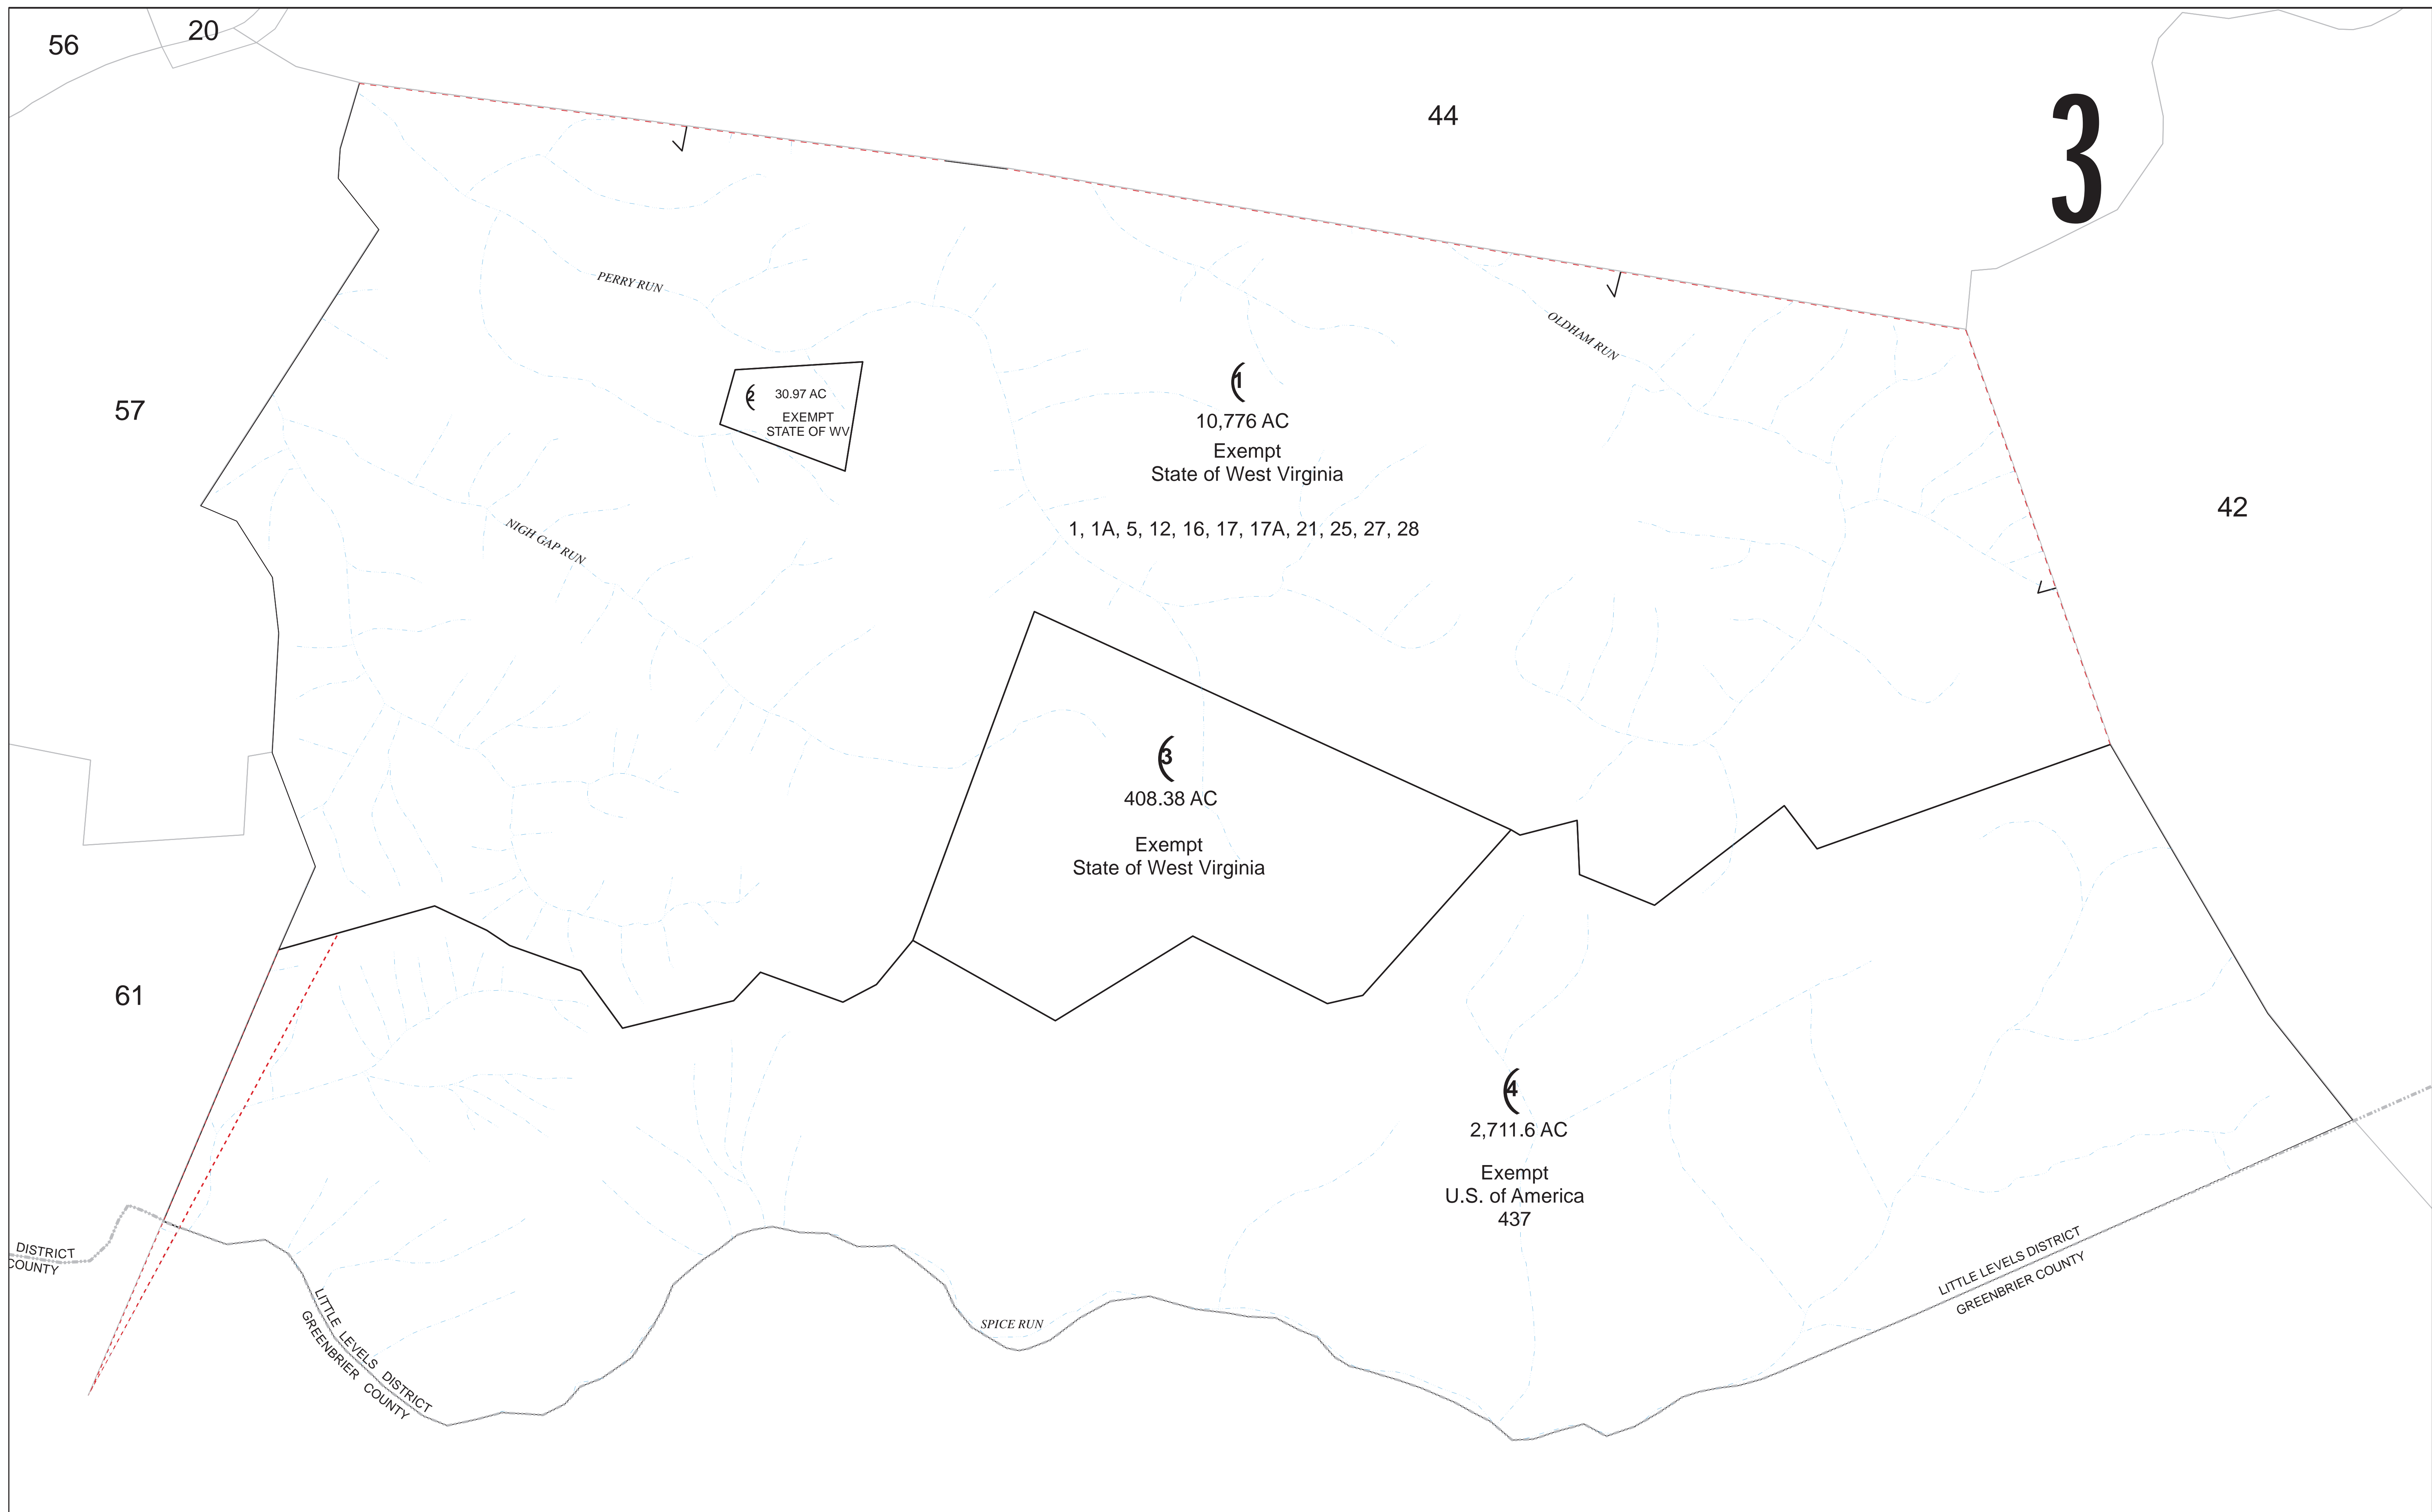 56
20
44
3
PERRY RUN
OLDHAM RUN
1
10,776 AC
Exempt
State of West Virginia
1, 1A, 5, 12, 16, 17, 17A, 21, 25, 27, 28
2
30.97 AC
EXEMPT
STATE OF WV
57
42
NIGH GAP RUN
3
408.38 AC
Exempt
State of West Virginia
61
4
2,711.6 AC
Exempt
U.S. of America
437
DISTRICT
COUNTY
LITTLE LEVELS DISTRICT
GREENBRIER COUNTY
SPICE RUN
LITTLE LEVELS DISTRICT
GREENBRIER COUNTY